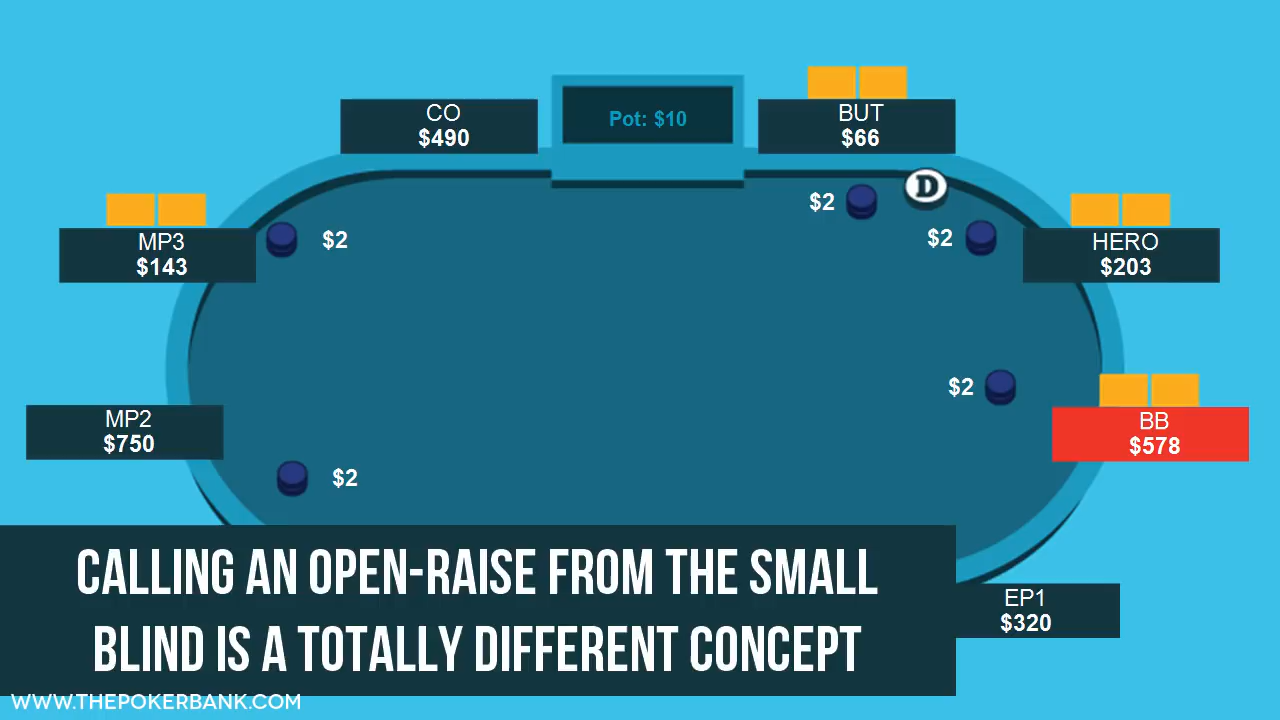 CO
$490
Pot: $10
BUT
$66
D
$2
$2
HERO
$203
MP3
$143
$2
$2
BB
$578
MP2
$750
$2
CALLING AN OPEN-RAISE FROM THE SMALL
BLIND IS A TOTALLY DIFFERENT CONCEPT
EP1
$320
WWW.THEPOKERBANK.COM